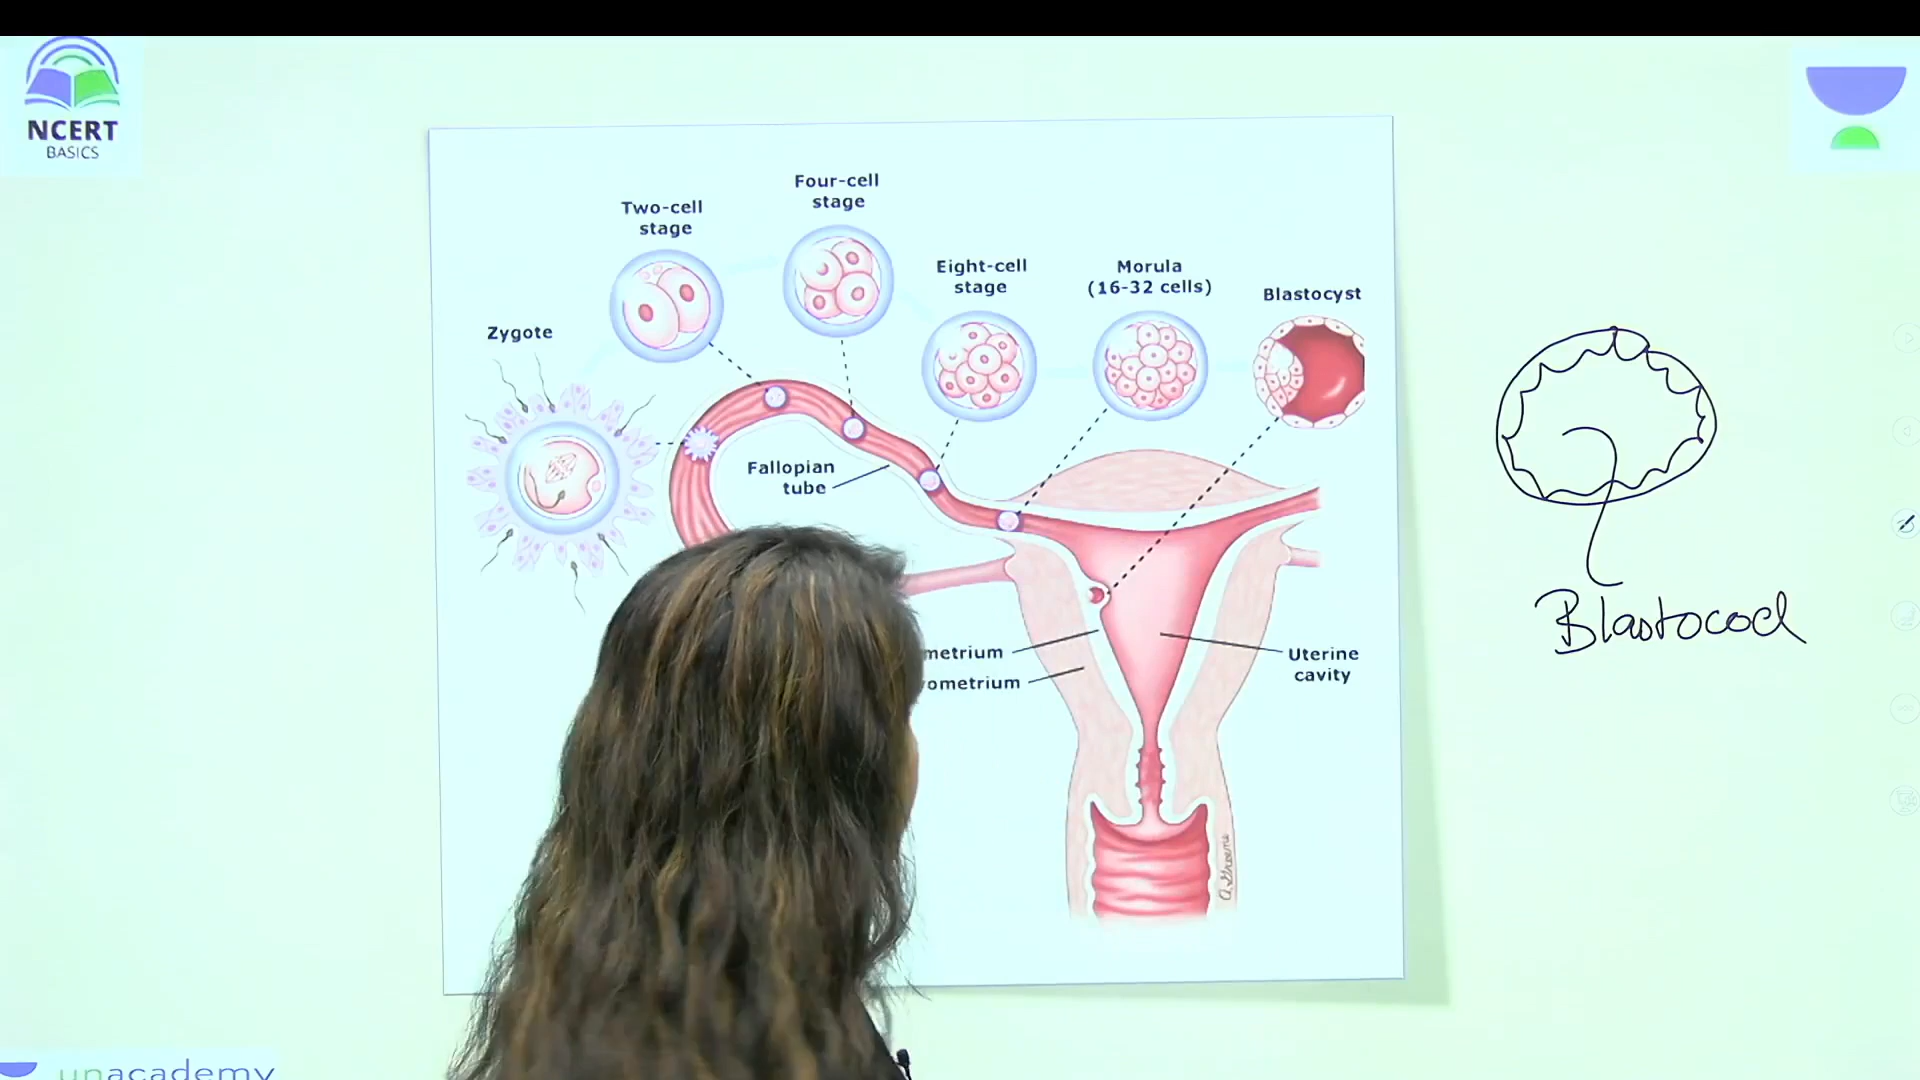 NCERT
BASICS
Four-cell
stage
Two-cell
stage
Eight-cell
stage
Morula
(16-32 cells)
Blastocyst
Zygote
Fallopian
tube
metrium
ometrium
Uterine
cavity
Blastocoel
A.Greene
unacademy